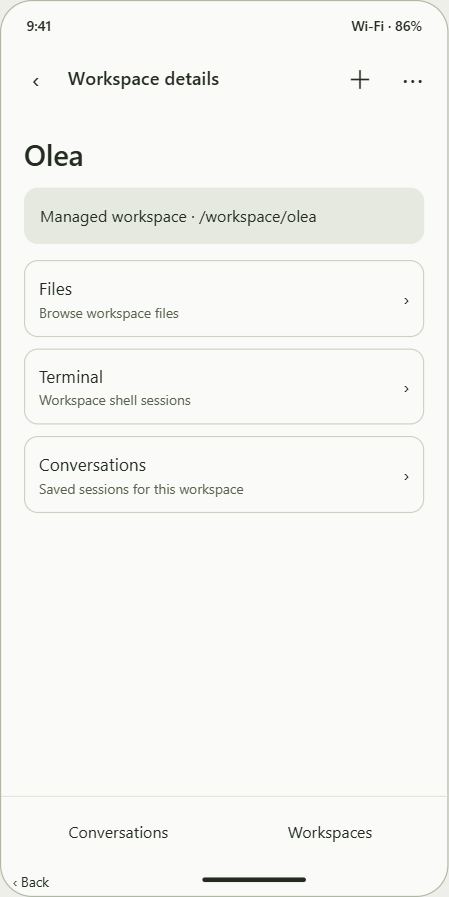 9:41 Wi-Fi · 86%
‹ Workspace details + ...
Olea
Managed workspace · /workspace/olea
Files
Browse workspace files
›
Terminal
Workspace shell sessions
›
Conversations
Saved sessions for this workspace
›
Conversations Workspaces
‹ Back